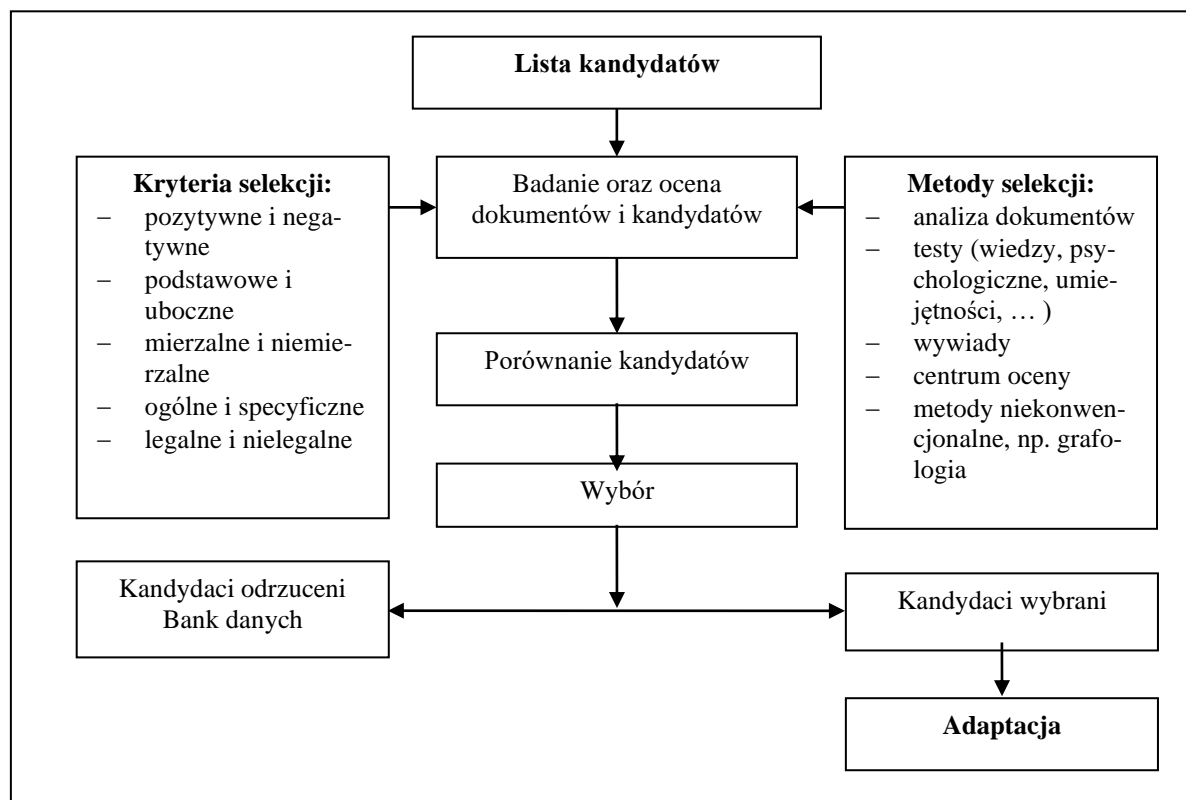 Lista kandydatów
Kryteria selekcji:
– pozytywne i nega-
tywne
– podstawowe i
uboczne
– mierzalne i niemie-
rzalne
– ogólne i specyficzne
– legalne i nielegalne
Badanie oraz ocena
dokumentów i kandydatów
Metody selekcji:
– analiza dokumentów
– testy (wiedzy, psy-
chologiczne, umie-
jętności, … )
– wywiady
– centrum oceny
– metody niekonwen-
cjonalne, np. grafo-
logia
Porównanie kandydatów
Wybór
Kandydaci odrzuceni
Bank danych
Kandydaci wybrani
Adaptacja